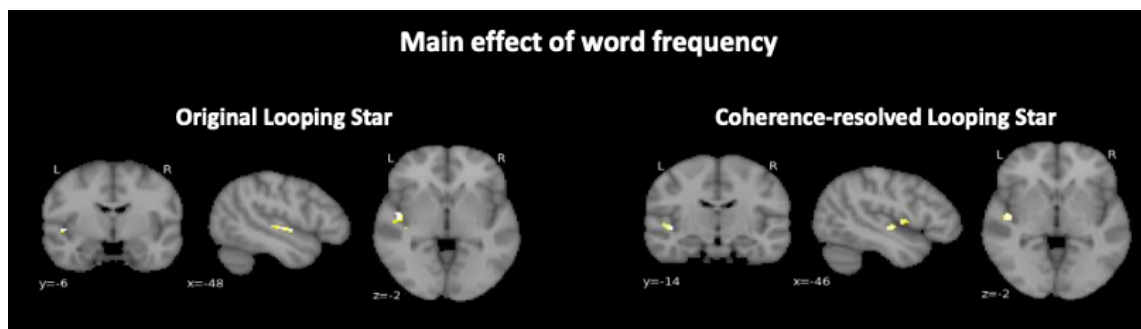 Main effect of word frequency
Original Looping Star
L R
y=-6
x=-48
L R
z=-2
Coherence-resolved Looping Star
L R
y=-14
x=-46
L R
z=-2